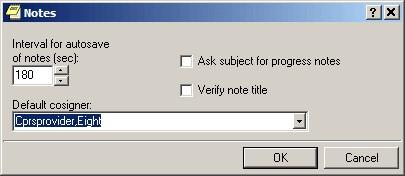 Notes
Interval for autosave
of notes (sec):
180
Ask subject for progress notes
Verify note title
Default cosigner:
Cprsprovider,Eight
OK
Cancel